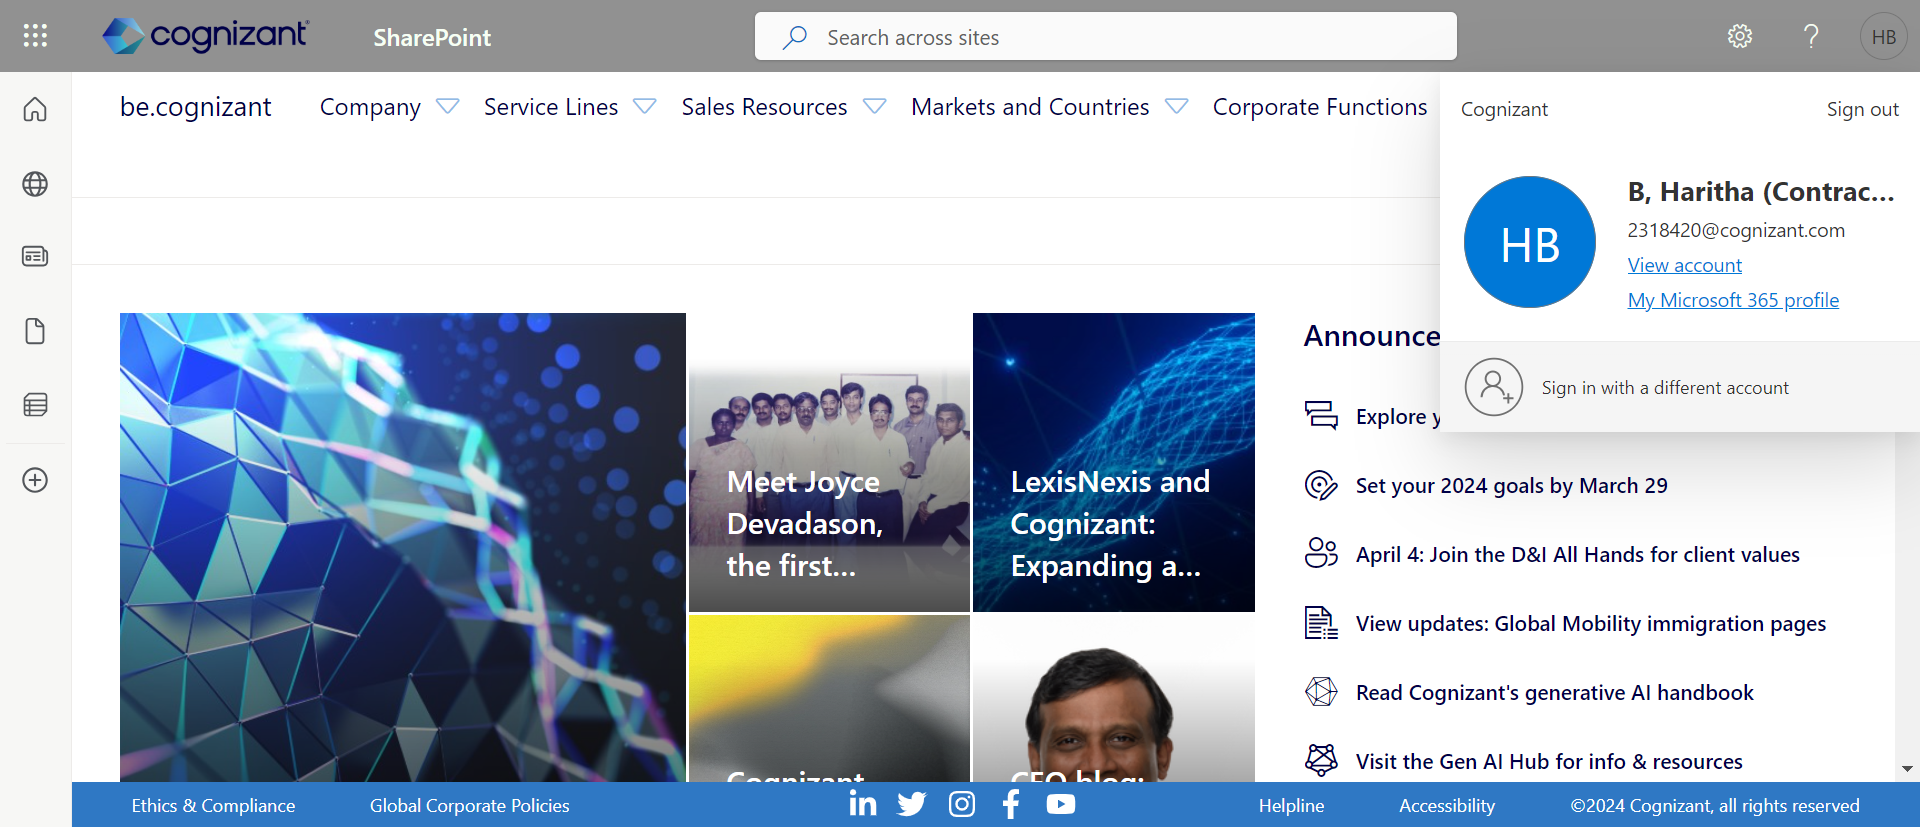 cognizant
SharePoint
Search across sites
HB
be.cognizant
Company
Service Lines
Sales Resources
Markets and Countries
Corporate Functions
Cognizant
Sign out
HB
B, Haritha (Contrac...
2318420@cognizant.com
View account
My Microsoft 365 profile
Sign in with a different account
Meet Joyce
Devadason,
the first...
LexisNexis and
Cognizant:
Expanding a...
Cognizant
CEO blog:
Announce
Explore y
Set your 2024 goals by March 29
April 4: Join the D&I All Hands for client values
View updates: Global Mobility immigration pages
Read Cognizant's generative AI handbook
Visit the Gen AI Hub for info & resources
Ethics & Compliance
Global Corporate Policies
Helpline
Accessibility
©2024 Cognizant, all rights reserved